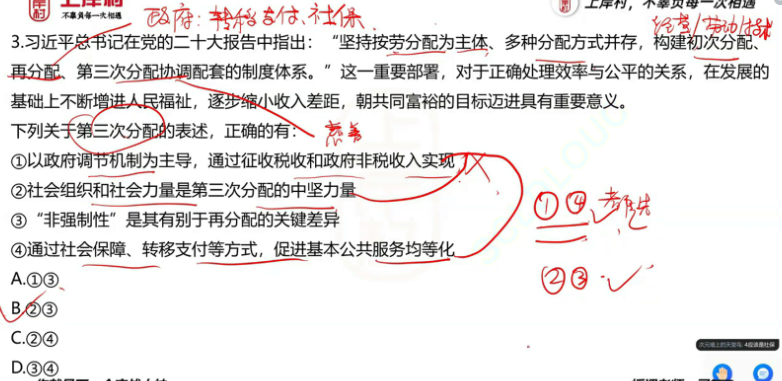 上岸村
不辜负每一次相遇
上岸村，不辜负每一次相遇
政府：转移支付、社保
3.习近平总书记在党的二十大报告中指出：“坚持按劳分配为主体、多种分配方式并存，构建初次分配、
再分配、第三次分配协调配套的制度体系。”这一重要部署，对于正确处理效率与公平的关系，在发展的
基础上不断增进人民福祉，逐步缩小收入差距，朝共同富裕的目标迈进具有重要意义。
下列关于第三次分配的表述，正确的有：
慈善
①以政府调节机制为主导，通过征收税收和政府非税收入实现
②社会组织和社会力量是第三次分配的中坚力量
③“非强制性”是其有别于再分配的关键差异
④通过社会保障、转移支付等方式，促进基本公共服务均等化
①④
②③
A.①③
B.②③
C.②④
D.③④